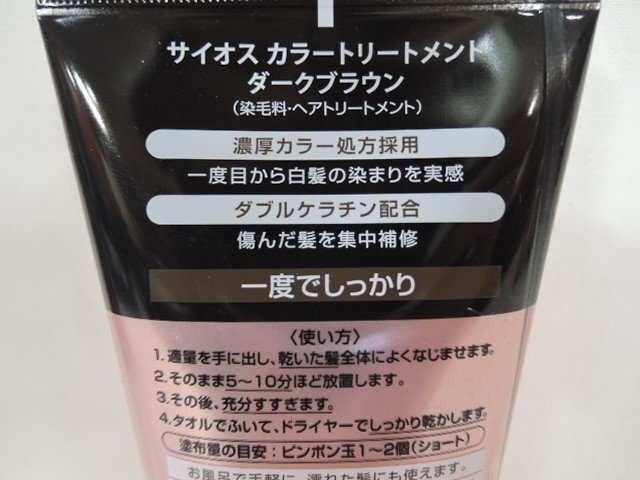 サイオス カラートリートメント
ダークブラウン
(染毛料・ヘアトリートメント)
濃厚カラー処方採用
一度目から白髪の染まりを実感
ダブルケラチン配合
傷んだ髪を集中補修
一度でしっかり
〈使い方〉
1.適量を手に出し、乾いた髪全体によくなじませます。
2.そのまま5〜10分ほど放置します。
3.その後、充分すすぎます。
4.タオルでふいて、ドライヤーでしっかり乾かします。
塗布量の目安:ピンポン玉1〜2個(ショート)
お風呂で手軽に、濡れた髪にも使えます。